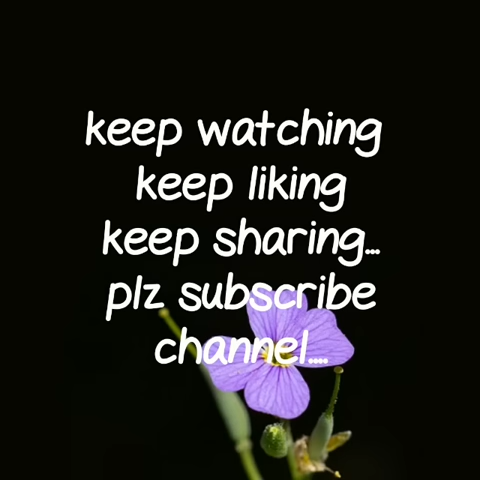 keep watching
keep liking
keep sharing...
plz subscribe
channel....